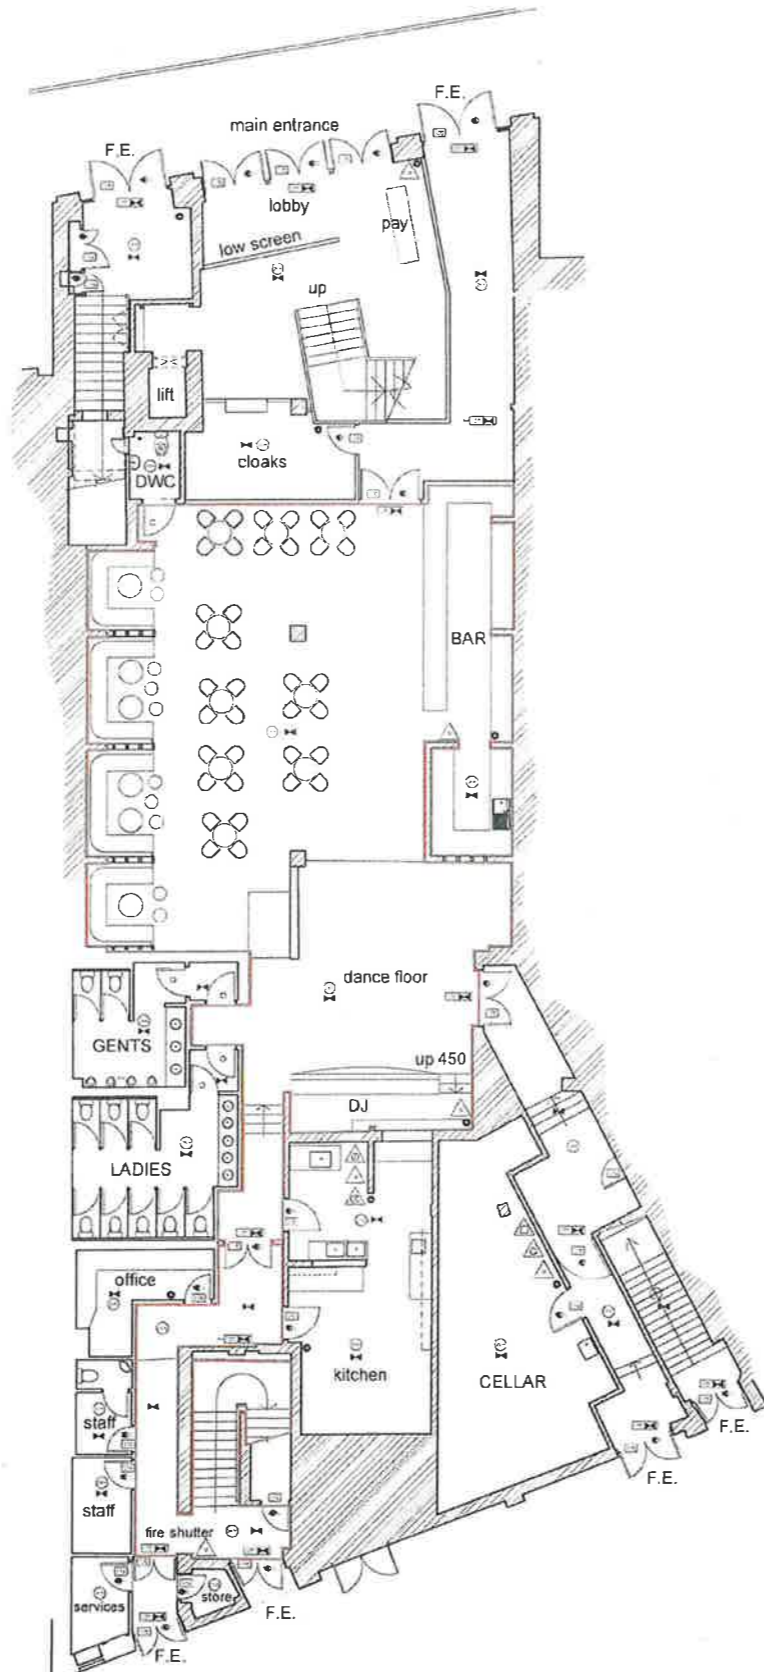 F.E.
main entrance
F.E.
lobby
pay
low screen
up
lift
cloaks
DWC
BAR
dance floor
GENTS
up 450
DJ
LADIES
office
kitchen
CELLAR
staff
F.E.
F.E.
staff
fire shutter
services
store
F.E.
F.E.